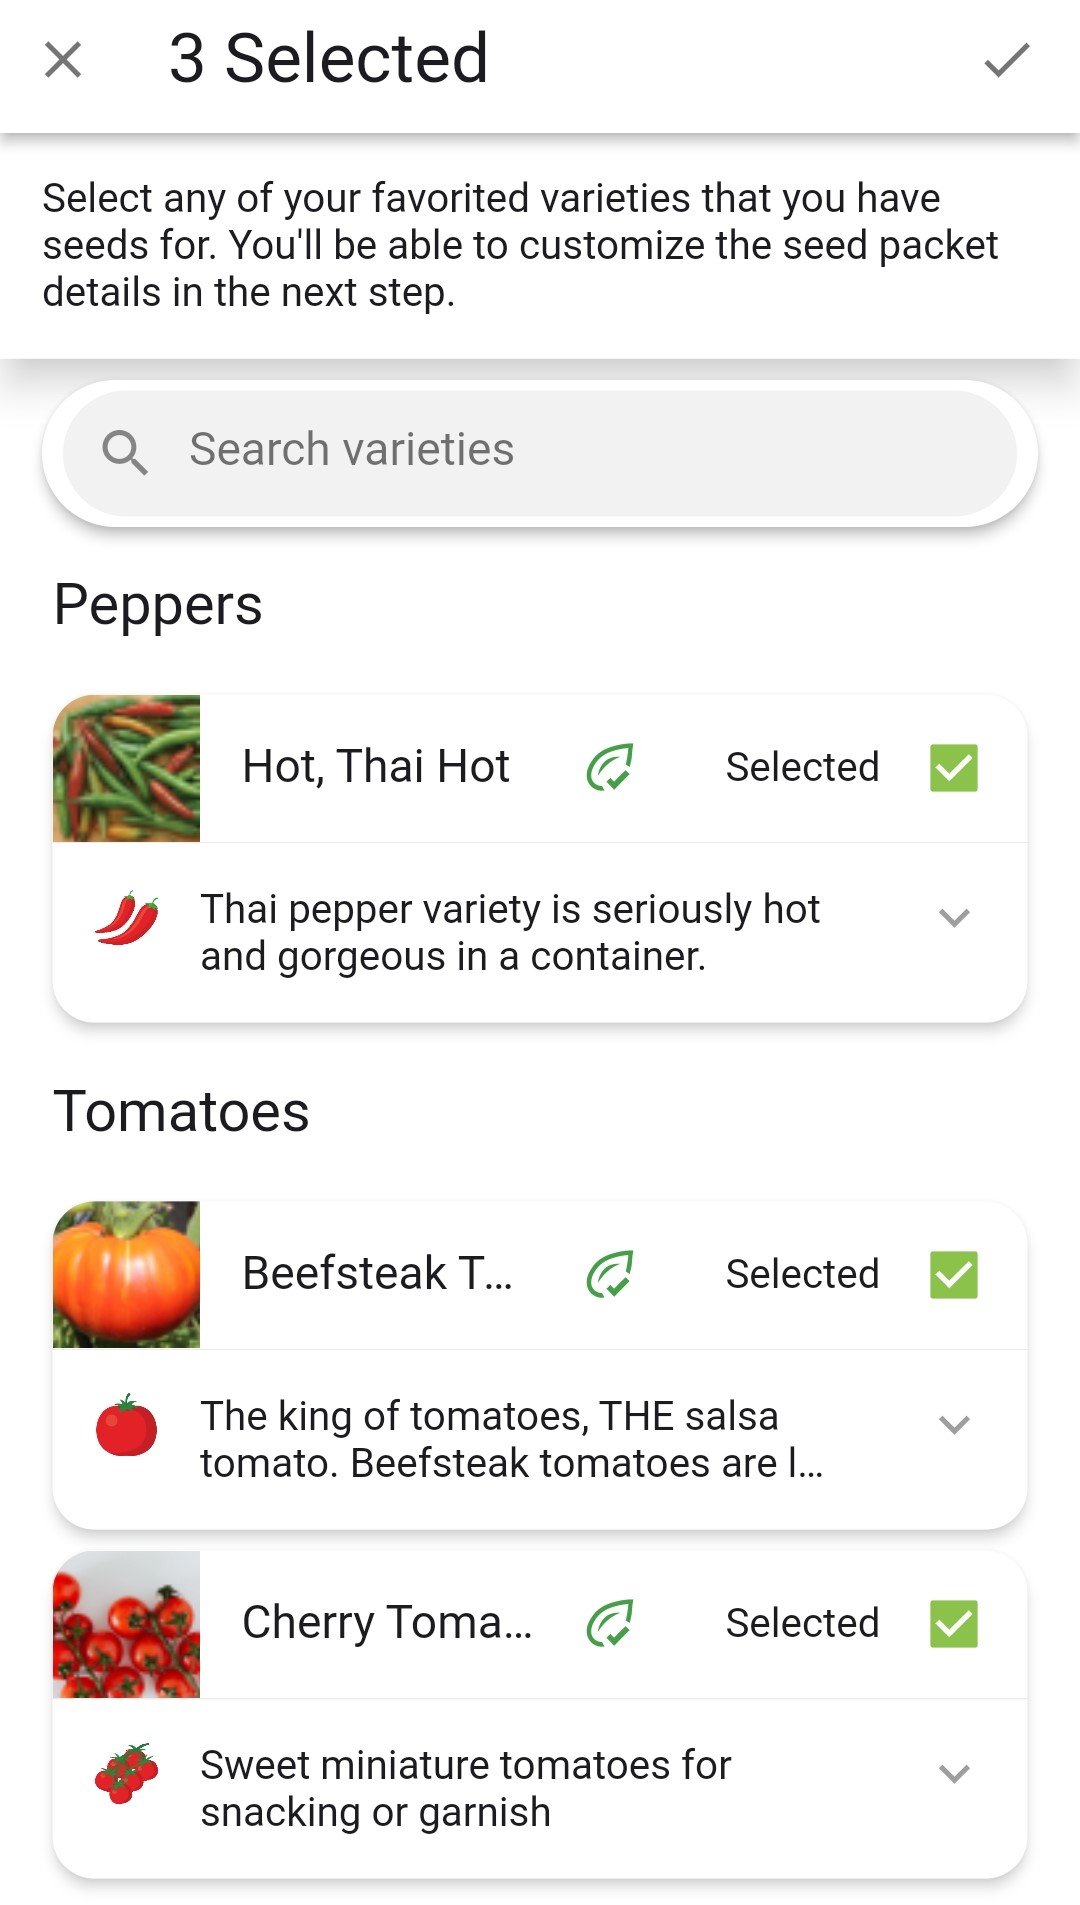 3 Selected
Select any of your favorited varieties that you have
seeds for. You'll be able to customize the seed packet
details in the next step.
Search varieties
Peppers
Hot, Thai Hot
Selected
Thai pepper variety is seriously hot
and gorgeous in a container.
Tomatoes
Beefsteak T...
Selected
The king of tomatoes, THE salsa
tomato. Beefsteak tomatoes are l...
Cherry Toma...
Selected
Sweet miniature tomatoes for
snacking or garnish